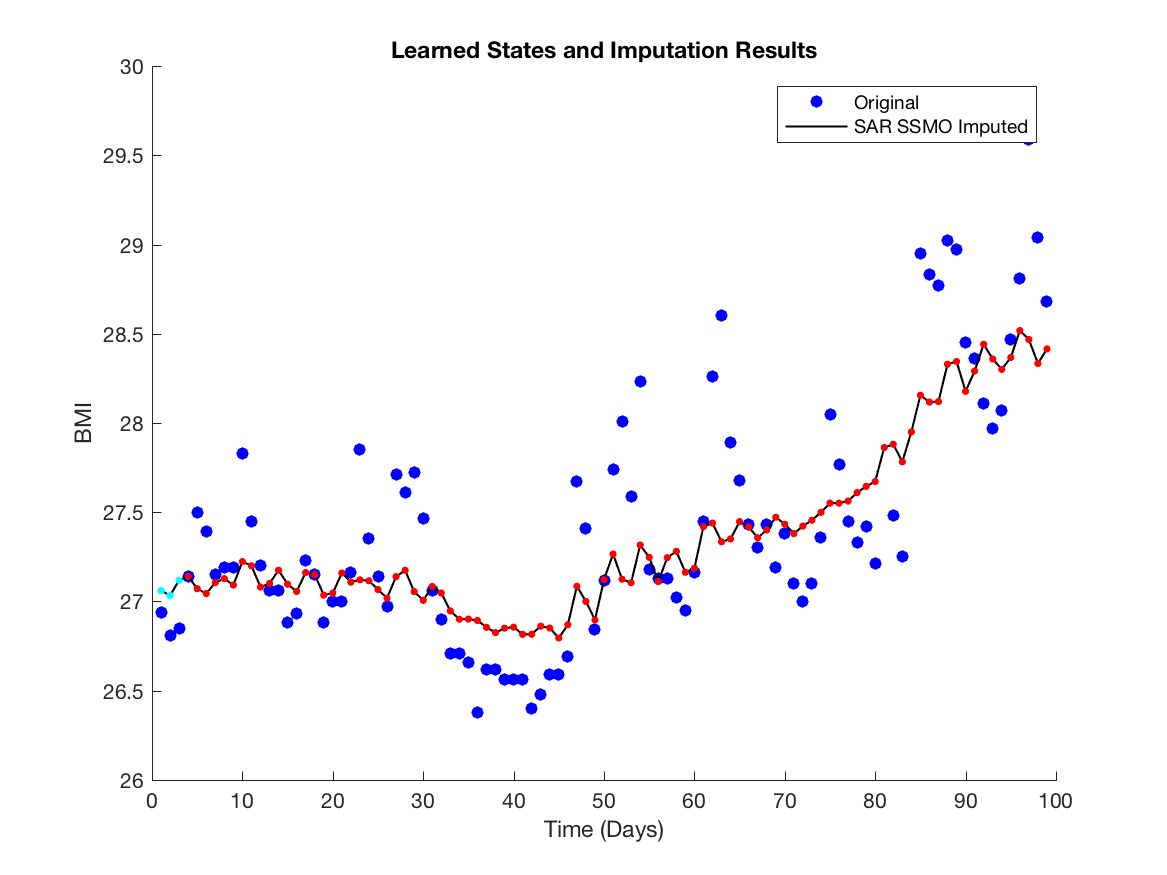 Learned States and Imputation Results
Original
SAR SSMO Imputed
30
29.5
29
28.5
28
27.5
27
26.5
26
BMI
0 10 20 30 40 50 60 70 80 90 100
Time (Days)